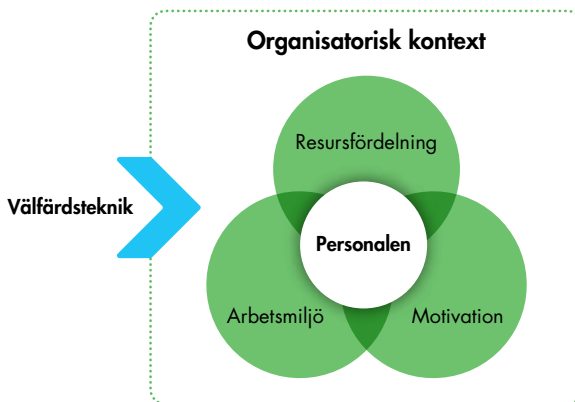 Organisatorisk kontext
Resursfördelning
Välfärdsteknik
Personalen
Arbetsmiljö
Motivation